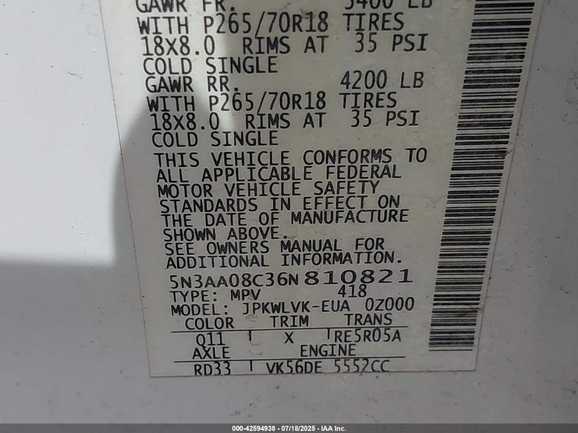 GAWR FR. 3400 LB
WITH P265/70R18 TIRES
18X8.0 RIMS AT 35 PSI
COLD SINGLE
GAWR RR. 4200 LB
WITH P265/70R18 TIRES
18X8.0 RIMS AT 35 PSI
COLD SINGLE
THIS VEHICLE CONFORMS TO
ALL APPLICABLE FEDERAL
MOTOR VEHICLE SAFETY
STANDARDS IN EFFECT ON
THE DATE OF MANUFACTURE
SHOWN ABOVE.
SEE OWNERS MANUAL FOR
ADDITIONAL INFORMATION.
5N3AA08C36N810821
TYPE: MPV 418
MODEL: JPKWLVK-EUA 0Z000
COLOR TRIM TRANS
Q11 X RE5R05A
AXLE ENGINE
RD33 VK56DE 5552CC
000-42594938 - 07/18/2025 - IAA Inc.